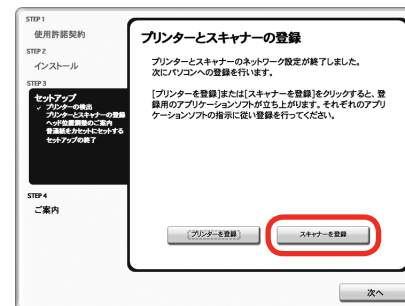 STEP 1
使用許諾契約
STEP 2
インストール
STEP 3
セットアップ
✓ プリンターの検出
プリンターとスキャナーの登録
ヘッド位置調整のご案内
普通紙をカセットにセットする
セットアップの終了
STEP 4
ご案内
プリンターとスキャナーの登録
プリンターとスキャナーのネットワーク設定が終了しました。
次にパソコンへの登録を行います。
[プリンターを登録]または[スキャナーを登録]をクリックすると、登
録用のアプリケーションソフトが立ち上がります。それぞれのアプリ
ケーションソフトの指示に従い登録を行ってください。
プリンターを登録
スキャナーを登録
次へ